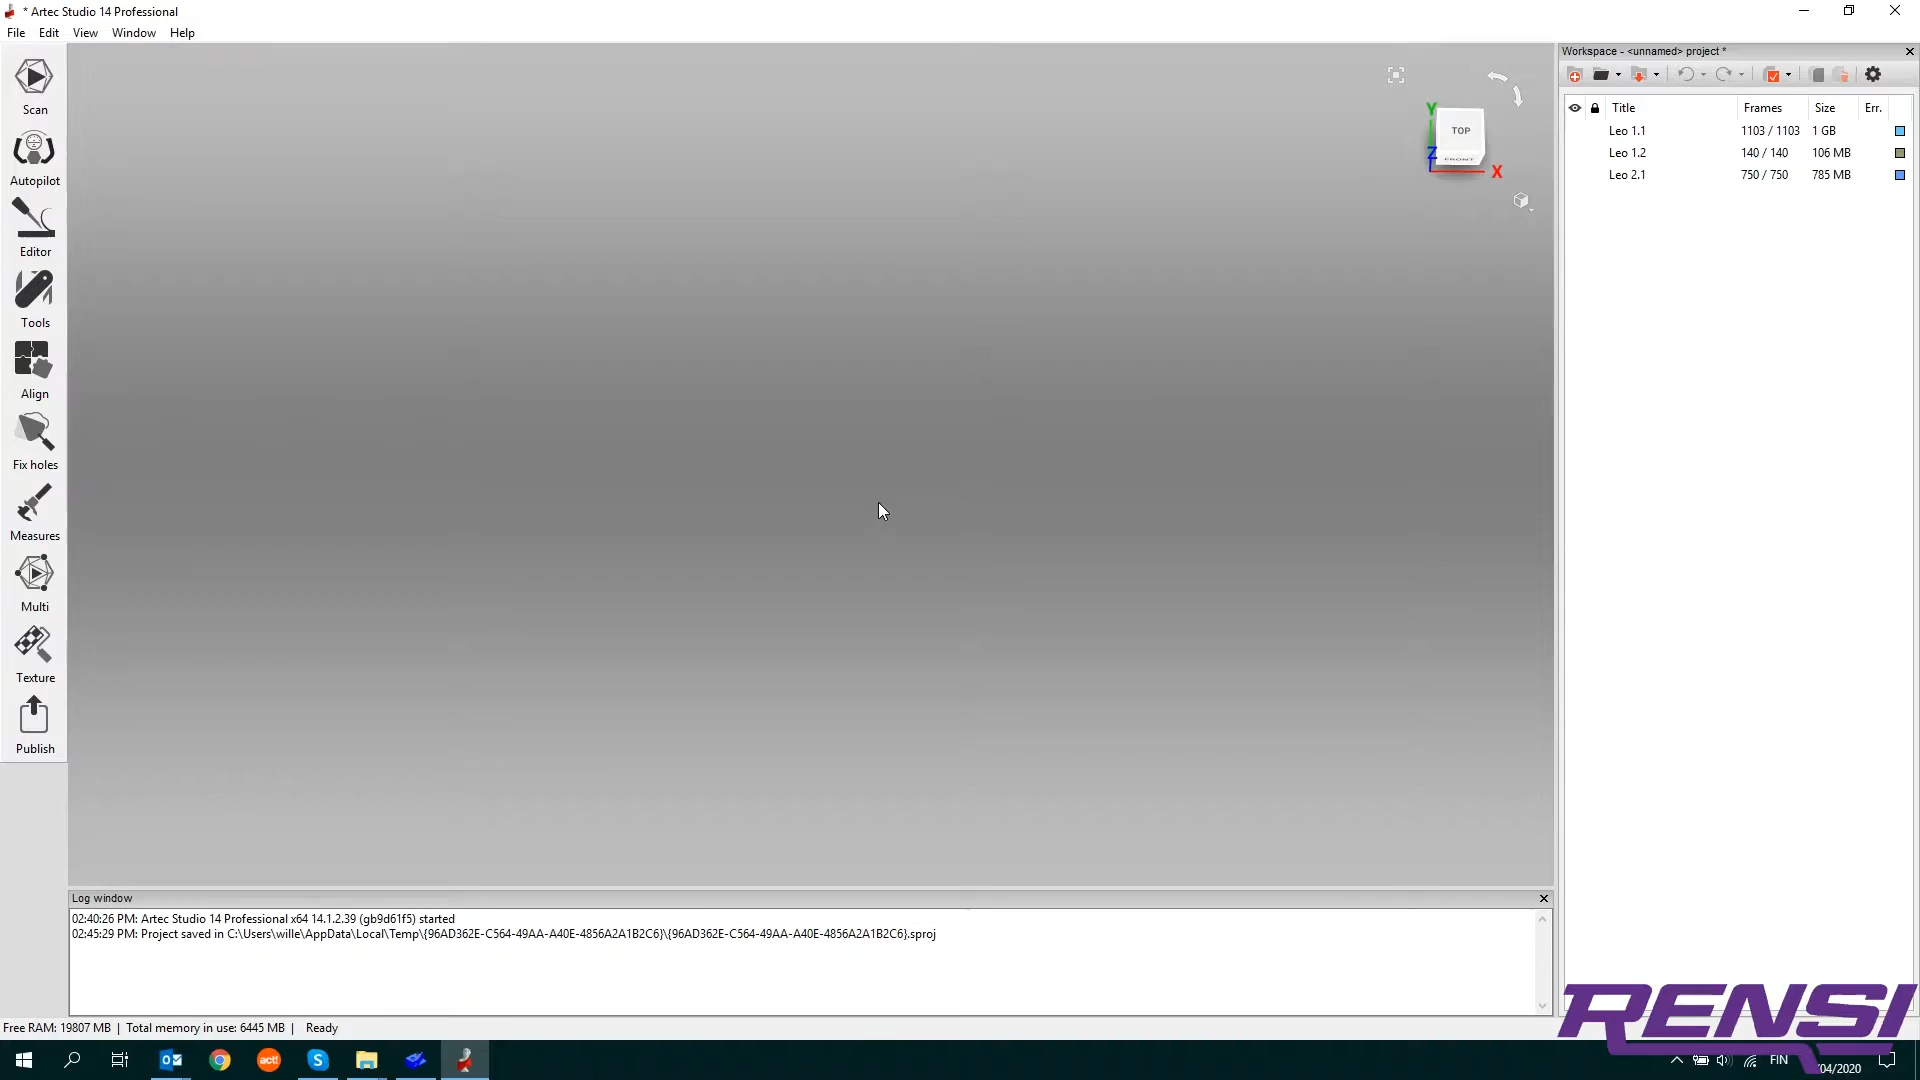 * Artec Studio 14 Professional
File Edit View Window Help
Scan
Autopilot
Editor
Tools
Align
Fix holes
Measures
Multi
Texture
Publish
Y
TOP
FRONT
Z
X
Workspace - <unnamed> project *
Title Frames Size Err.
Leo 1.1 1103 / 1103 1 GB
Leo 1.2 140 / 140 106 MB
Leo 2.1 750 / 750 785 MB
Log window
02:40:26 PM: Artec Studio 14 Professional x64 14.1.2.39 (gb9d61f5) started
02:45:29 PM: Project saved in C:\Users\wille\AppData\Local\Temp\{96AD362E-C564-49AA-A40E-4856A2A1B2C6}\{96AD362E-C564-49AA-A40E-4856A2A1B2C6}.sproj
Free RAM: 19807 MB | Total memory in use: 6445 MB | Ready
RENSI
act!
FIN
/04/2020